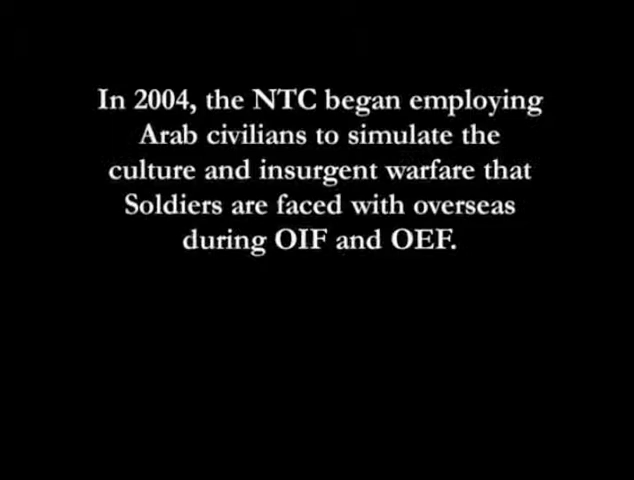 In 2004, the NTC began employing
Arab civilians to simulate the
culture and insurgent warfare that
Soldiers are faced with overseas
during OIF and OEF.